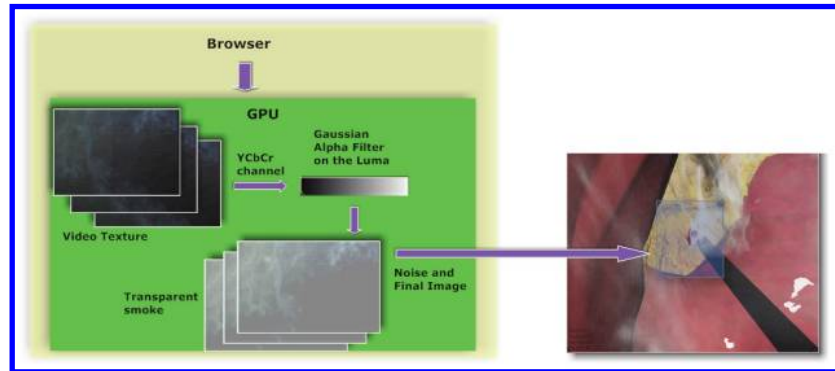 Browser
GPU
Gaussian
Alpha Filter
on the Luma
YCbCr
channel
Video Texture
Transparent
smoke
Noise and
Final Image